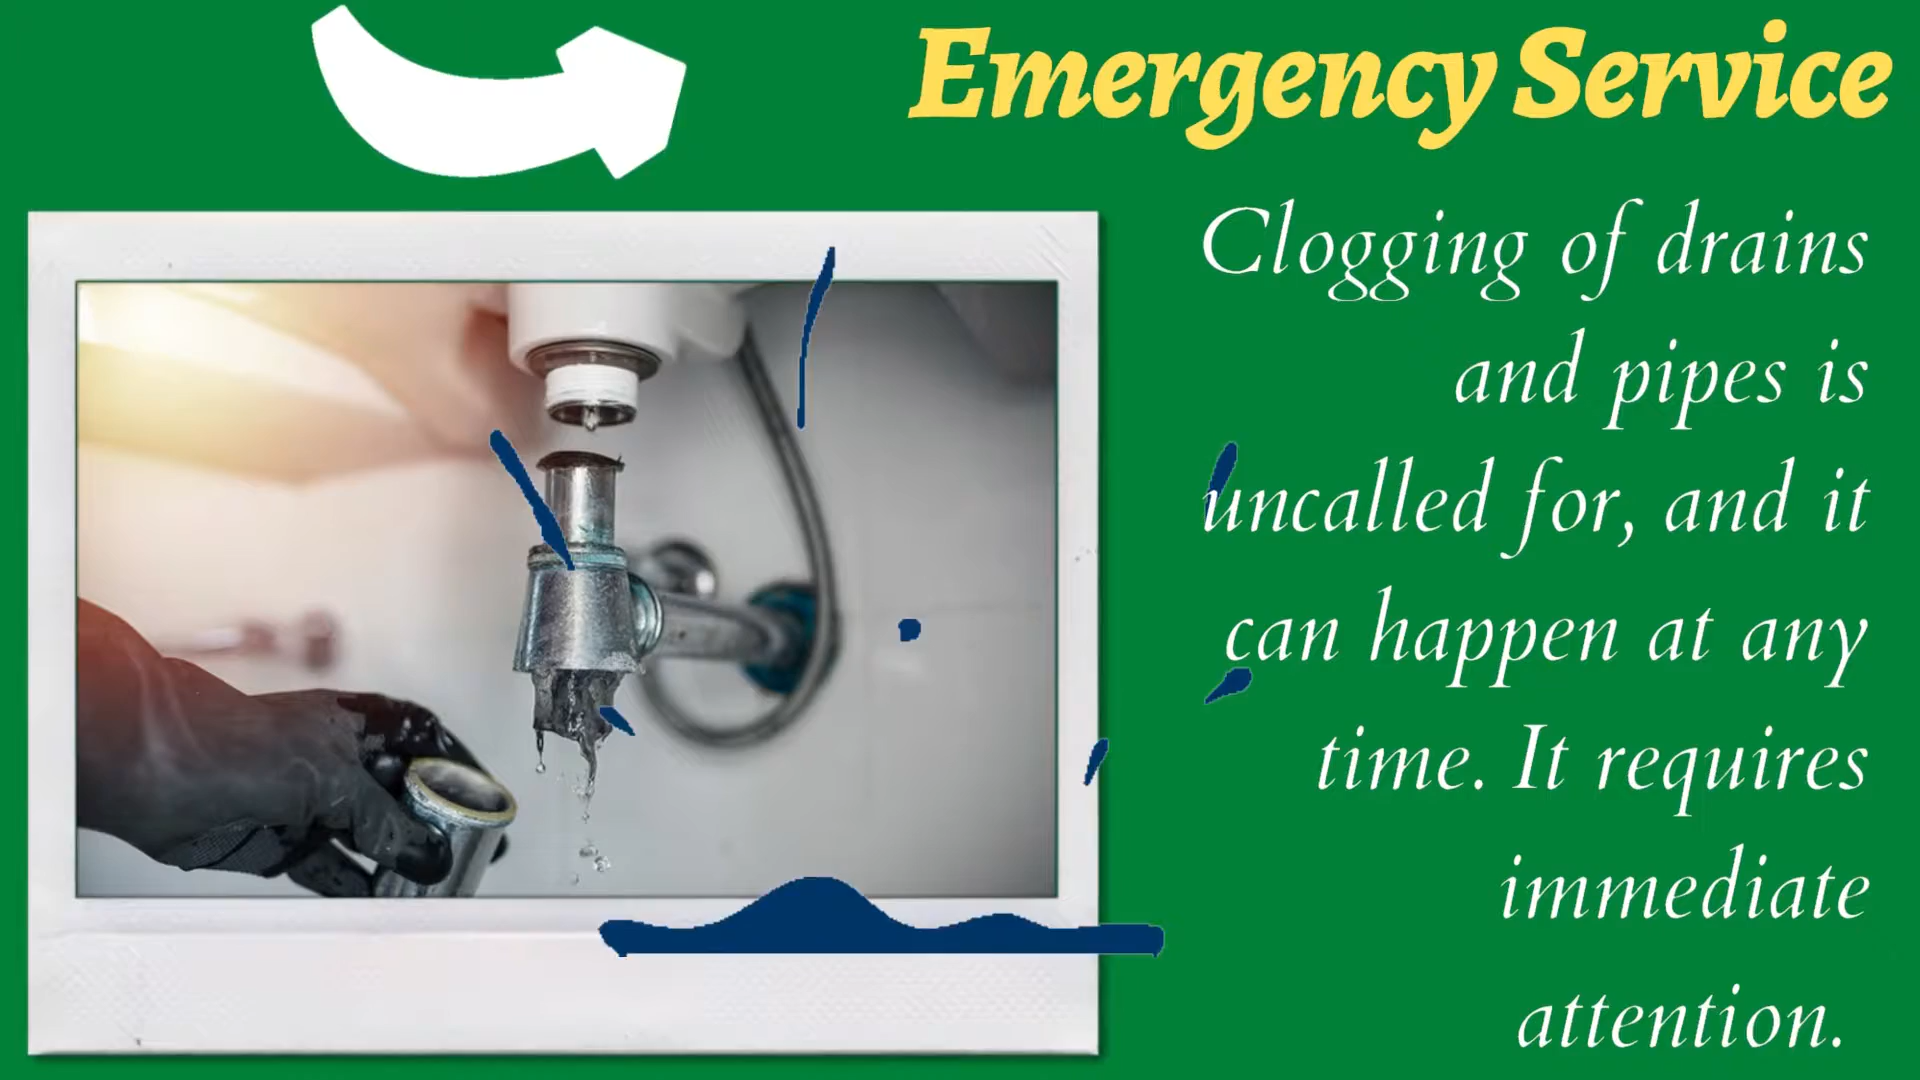 Emergency Service
Clogging of drains
and pipes is
uncalled for, and it
can happen at any
time. It requires
immediate
attention.